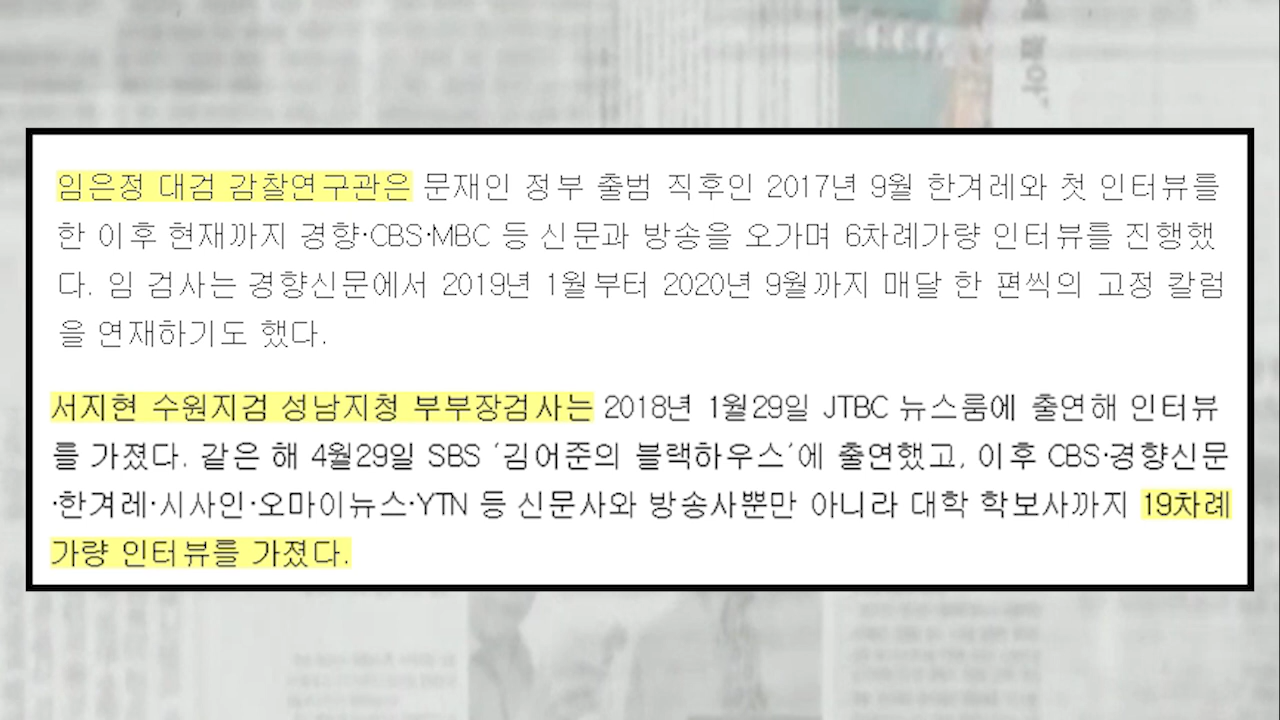 임은정 대검 감찰연구관은 문재인 정부 출범 직후인 2017년 9월 한겨레와 첫 인터뷰를
한 이후 현재까지 경향·CBS·MBC 등 신문과 방송을 오가며 6차례가량 인터뷰를 진행했
다. 임 검사는 경향신문에서 2019년 1월부터 2020년 9월까지 매달 한 편씩의 고정 칼럼
을 연재하기도 했다.
서지현 수원지검 성남지청 부부장검사는 2018년 1월29일 JTBC 뉴스룸에 출연해 인터뷰
를 가졌다. 같은 해 4월29일 SBS ‘김어준의 블랙하우스’에 출연했고, 이후 CBS·경향신문
·한겨레·시사인·오마이뉴스·YTN 등 신문사와 방송사뿐만 아니라 대학 학보사까지 19차례
가량 인터뷰를 가졌다.